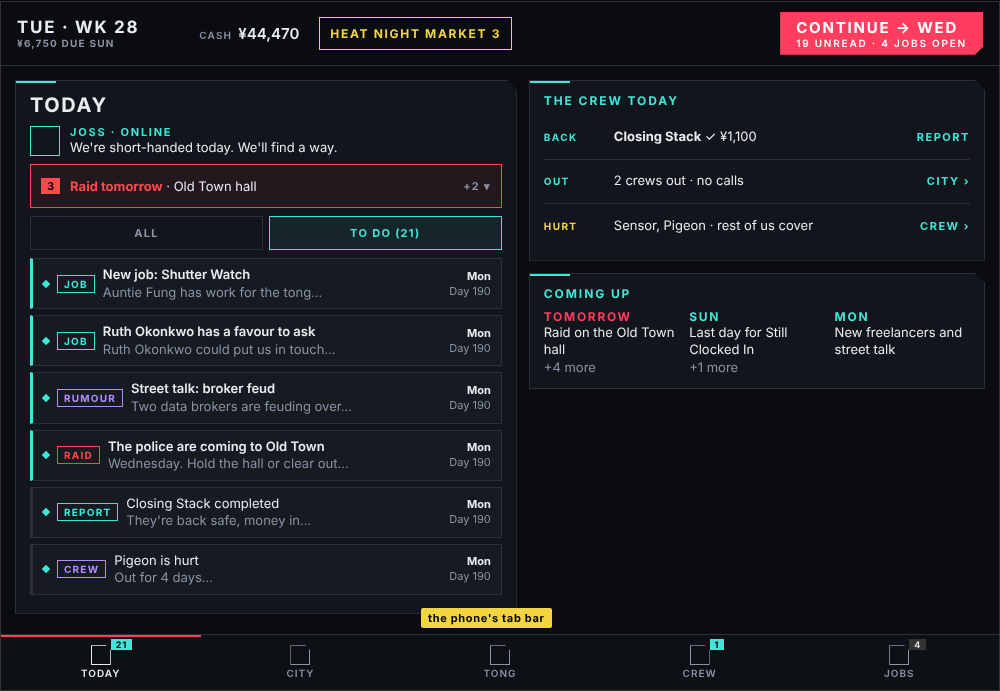 TUE · WK 28
¥6,750 DUE SUN
CASH ¥44,470
HEAT NIGHT MARKET 3
CONTINUE → WED
19 UNREAD · 4 JOBS OPEN
TODAY
JOSS · ONLINE
We're short-handed today. We'll find a way.
3 Raid tomorrow · Old Town hall +2 ▾
ALL
TO DO (21)
JOB New job: Shutter Watch Mon
Auntie Fung has work for the tong... Day 190
JOB Ruth Okonkwo has a favour to ask Mon
Ruth Okonkwo could put us in touch... Day 190
RUMOUR Street talk: broker feud Mon
Two data brokers are feuding over... Day 190
RAID The police are coming to Old Town Mon
Wednesday. Hold the hall or clear out... Day 190
REPORT Closing Stack completed Mon
They're back safe, money in... Day 190
CREW Pigeon is hurt Mon
Out for 4 days... Day 190
THE CREW TODAY
BACK Closing Stack ✓ ¥1,100 REPORT
OUT 2 crews out · no calls CITY ›
HURT Sensor, Pigeon · rest of us cover CREW ›
COMING UP
TOMORROW
Raid on the Old Town
hall
+4 more
SUN
Last day for Still
Clocked In
+1 more
MON
New freelancers and
street talk
the phone's tab bar
21
TODAY
CITY
TONG
1
CREW
4
JOBS